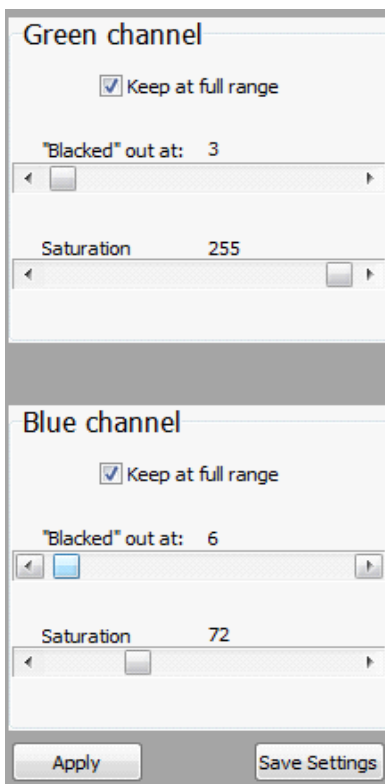 Green channel
Keep at full range
"Blacked" out at: 3
Saturation 255
Blue channel
Keep at full range
"Blacked" out at: 6
Saturation 72
Apply Save Settings